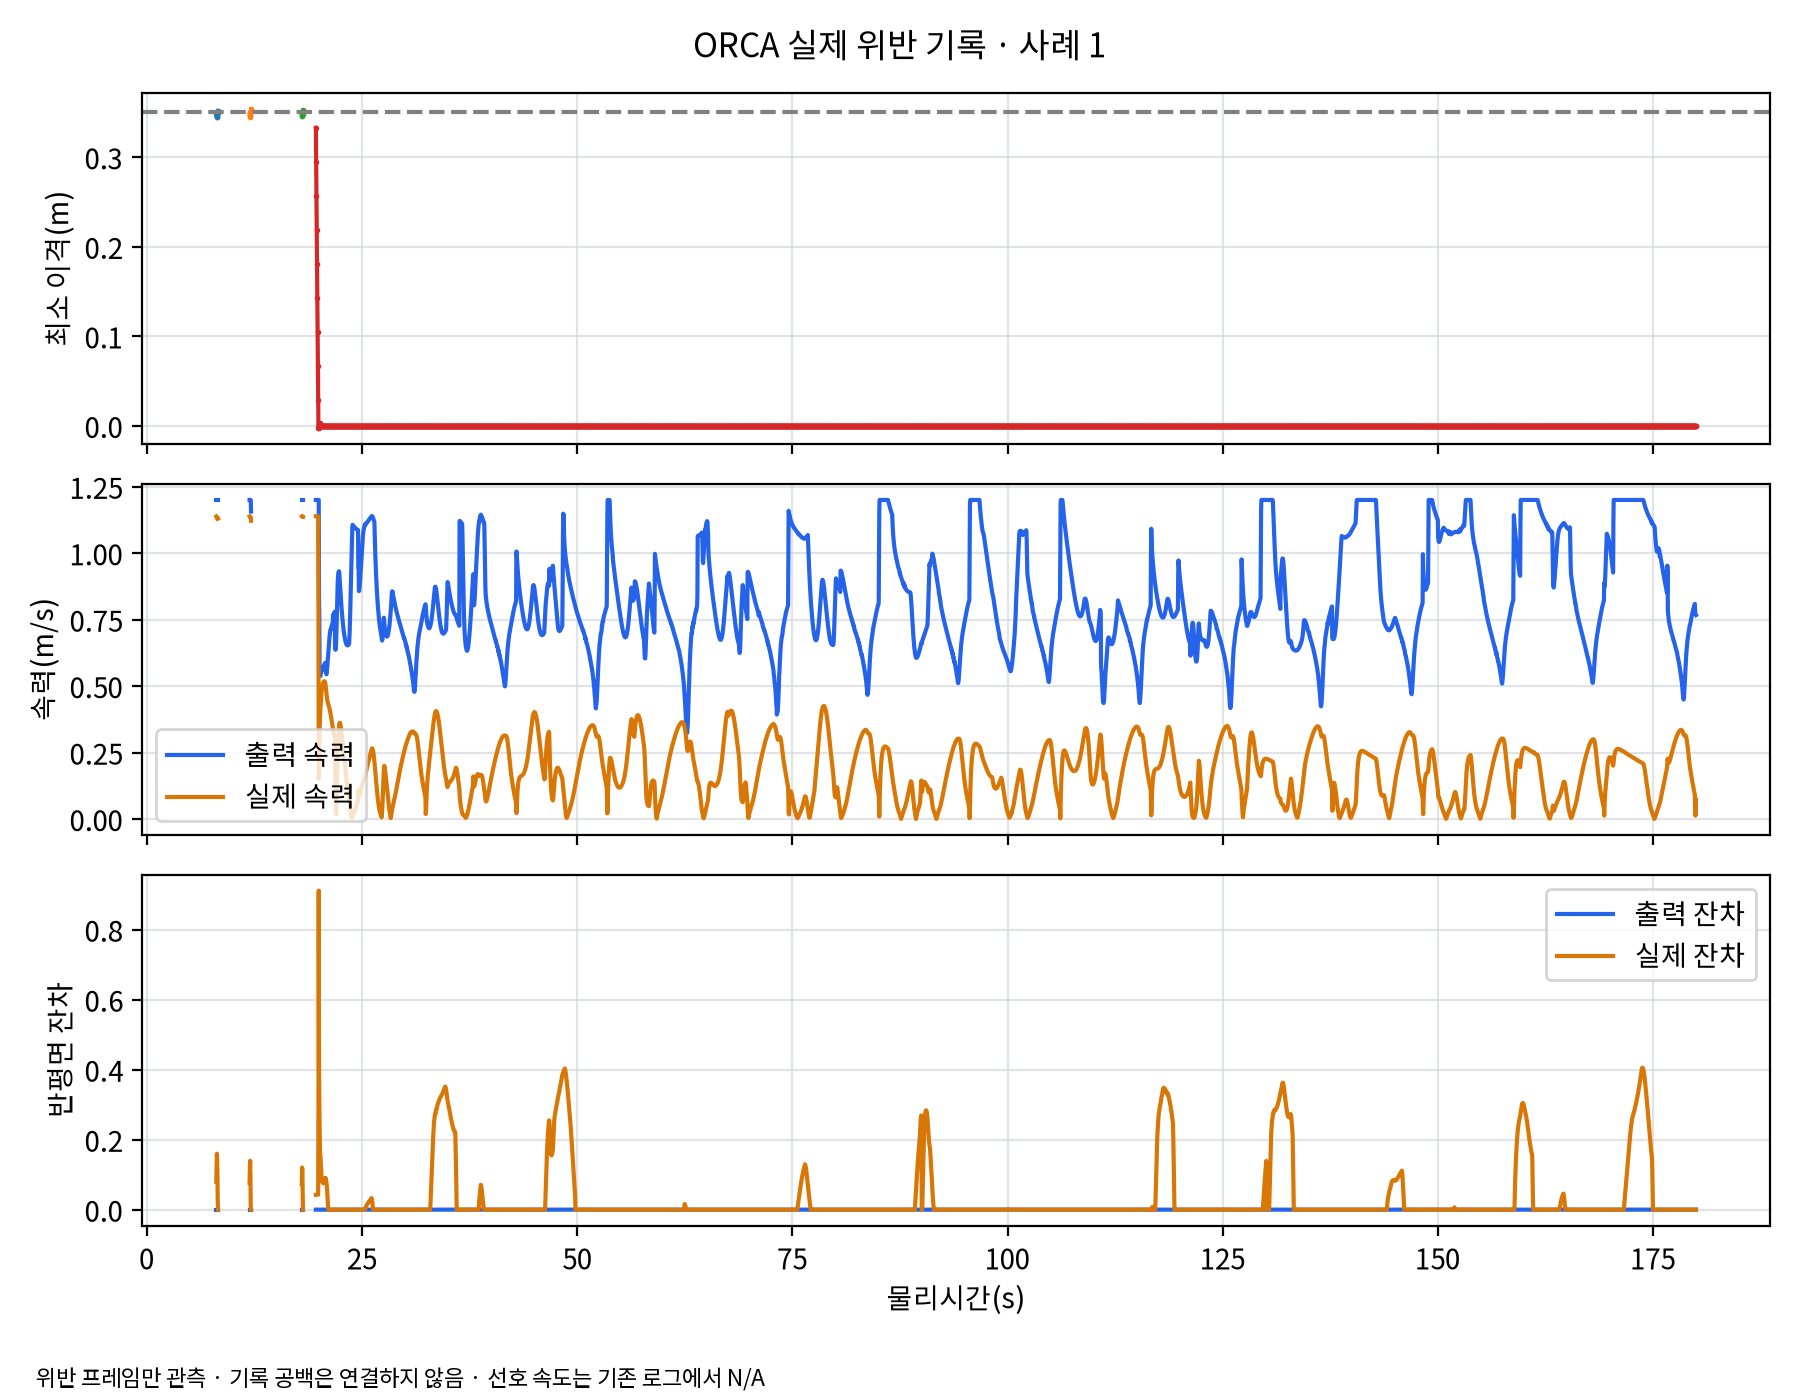 ORCA 실제 위반 기록 · 사례 1
최소 이격(m)
0.3
0.2
0.1
0.0
속력(m/s)
1.25
1.00
0.75
0.50
0.25
0.00
출력 속력
실제 속력
반평면 잔차
0.8
0.6
0.4
0.2
0.0
출력 잔차
실제 잔차
0 25 50 75 100 125 150 175
물리시간(s)
위반 프레임만 관측 · 기록 공백은 연결하지 않음 · 선호 속도는 기존 로그에서 N/A